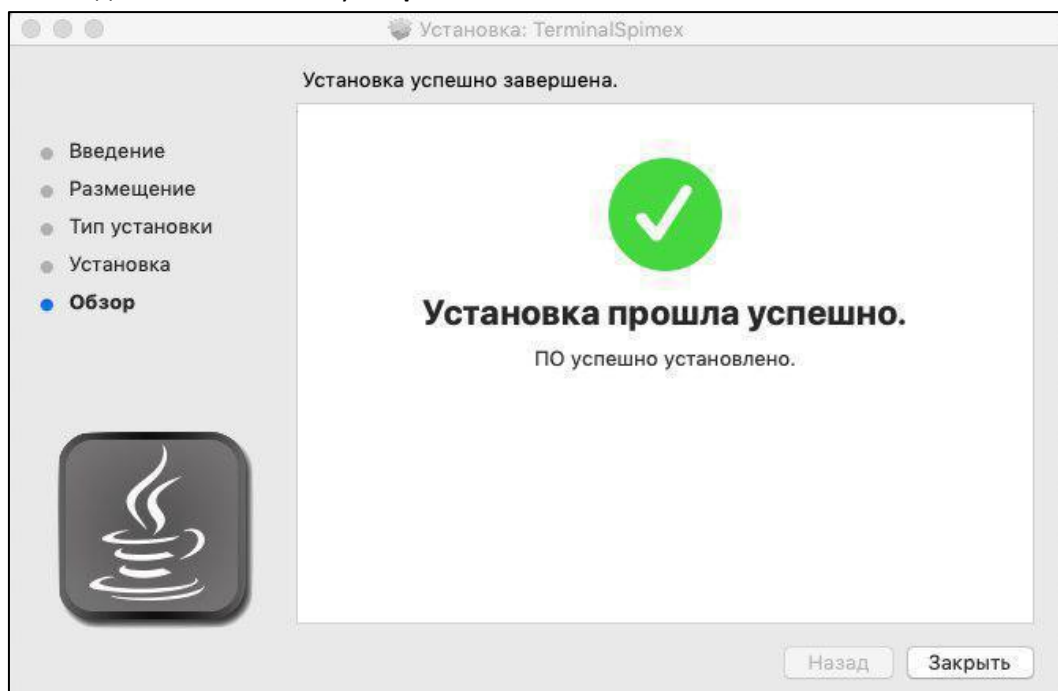 Установка: TerminalSpimex
Установка успешно завершена.
Введение
Размещение
Тип установки
Установка
Обзор
Установка прошла успешно.
ПО успешно установлено.
Назад
Закрыть